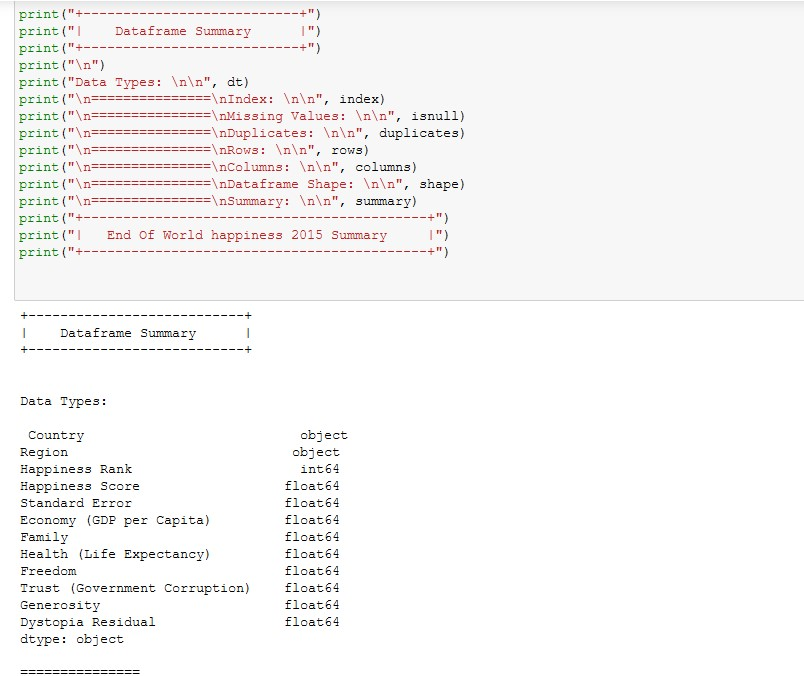 print("+---------------------------+")
print("|    Dataframe Summary      |")
print("+---------------------------+")
print("\n")
print("Data Types: \n\n", dt)
print("\n===============\nIndex: \n\n", index)
print("\n===============\nMissing Values: \n\n", isnull)
print("\n===============\nDuplicates: \n\n", duplicates)
print("\n===============\nRows: \n\n", rows)
print("\n===============\nColumns: \n\n", columns)
print("\n===============\nDataframe Shape: \n\n", shape)
print("\n===============\nSummary: \n\n", summary)
print("+-------------------------------------------+")
print("|   End Of World happiness 2015 Summary     |")
print("+-------------------------------------------+")
+---------------------------+
|    Dataframe Summary      |
+---------------------------+
Data Types:
 Country                           object
Region                            object
Happiness Rank                     int64
Happiness Score                  float64
Standard Error                   float64
Economy (GDP per Capita)         float64
Family                           float64
Health (Life Expectancy)         float64
Freedom                          float64
Trust (Government Corruption)    float64
Generosity                       float64
Dystopia Residual                float64
dtype: object
===============